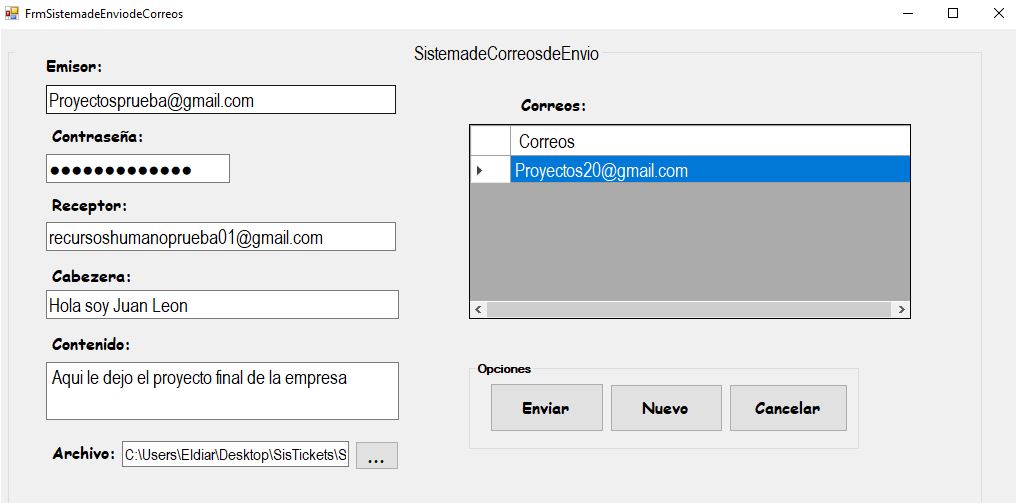 FrmSistemadeEnviodeCorreos
SistemadeCorreosdeEnvio
Emisor:
Proyectosprueba@gmail.com
Contraseña:
●●●●●●●●●●●●●
Receptor:
recursoshumanoprueba01@gmail.com
Cabezera:
Hola soy Juan Leon
Contenido:
Aqui le dejo el proyecto final de la empresa
Archivo: C:\Users\Eldiar\Desktop\SisTickets\S ...
Correos:
Correos
Proyectos20@gmail.com
Opciones
Enviar Nuevo Cancelar